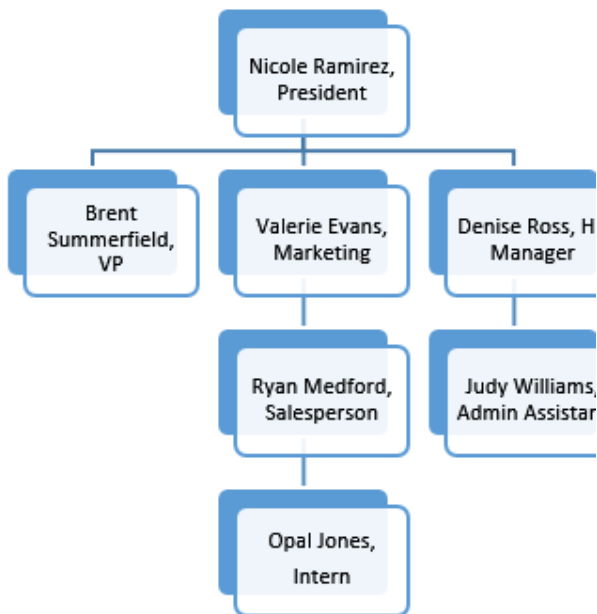 Nicole Ramirez,
President
Brent
Summerfield,
VP
Valerie Evans,
Marketing
Denise Ross,
Manager
Ryan Medford,
Salesperson
Judy Williams,
Admin
Opal Jones,
Intern